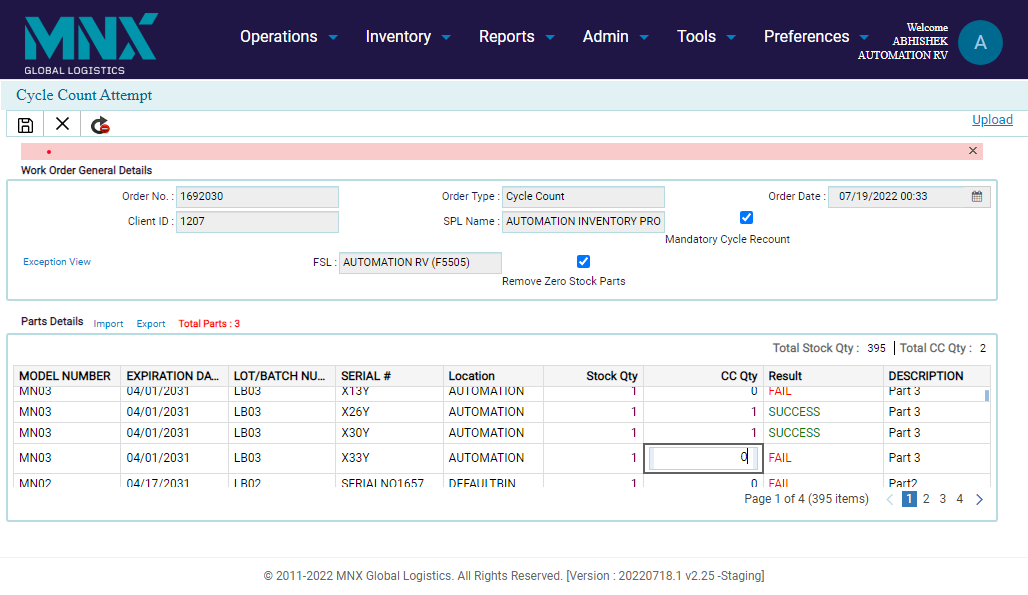 MNX
GLOBAL LOGISTICS
Operations Inventory Reports Admin Tools Preferences
Welcome
ABHISHEK
AUTOMATION RV
A
Cycle Count Attempt
Upload
Work Order General Details
Order No. : 1692030 Order Type : Cycle Count Order Date : 07/19/2022 00:33
Client ID : 1207 SPL Name : AUTOMATION INVENTORY PRO
Mandatory Cycle Recount
Exception View FSL : AUTOMATION RV (F5505)
Remove Zero Stock Parts
Parts Details Import Export Total Parts : 3
Total Stock Qty : 395 | Total CC Qty : 2
MODEL NUMBER EXPIRATION DA... LOT/BATCH NU... SERIAL # Location Stock Qty CC Qty Result DESCRIPTION
MN03 04/01/2031 LB03 X13Y AUTOMATION 1 0 FAIL Part 3
MN03 04/01/2031 LB03 X26Y AUTOMATION 1 1 SUCCESS Part 3
MN03 04/01/2031 LB03 X30Y AUTOMATION 1 1 SUCCESS Part 3
MN03 04/01/2031 LB03 X33Y AUTOMATION 1 0 FAIL Part 3
MN02 04/17/2031 LB02 SERIALNO1657 DEFAULTBIN 1 0 FAIL Part2
Page 1 of 4 (395 items) 1 2 3 4
© 2011-2022 MNX Global Logistics. All Rights Reserved. [Version : 20220718.1 v2.25 -Staging]